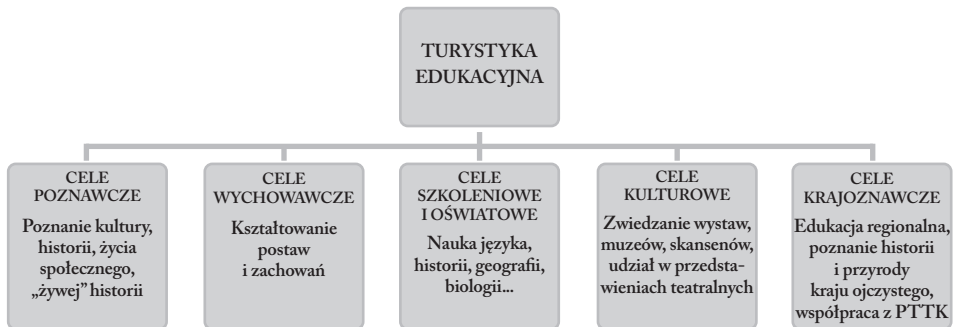 TURYSTYKA
EDUKACYJNA
CELE
POZNAWCZE
Poznanie kultury,
historii, życia
społecznego,
„żywej” historii
CELE
WYCHOWAWCZE
Kształtowanie
postaw
i zachowań
CELE
SZKOLENIOWE
I OŚWIATOWE
Nauka języka,
historii, geografii,
biologii...
CELE
KULTUROWE
Zwiedzanie wystaw,
muzeów, skansenów,
udział w przedsta-
wieniach teatralnych
CELE
KRAJOZNAWCZE
Edukacja regionalna,
poznanie historii
i przyrody
kraju ojczystego,
współpraca z PTTK